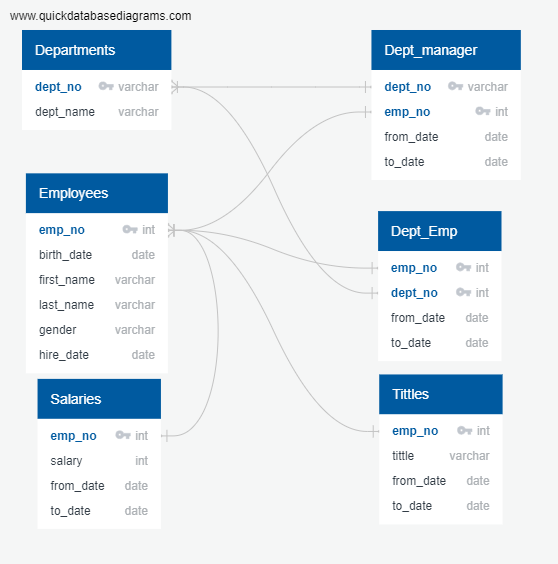 www.quickdatabasediagrams.com
Departments
dept_no varchar
dept_name varchar
Dept_manager
dept_no varchar
emp_no int
from_date date
to_date date
Employees
emp_no int
birth_date date
first_name varchar
last_name varchar
gender varchar
hire_date date
Dept_Emp
emp_no int
dept_no int
from_date date
to_date date
Salaries
emp_no int
salary int
from_date date
to_date date
Tittles
emp_no int
tittle varchar
from_date date
to_date date